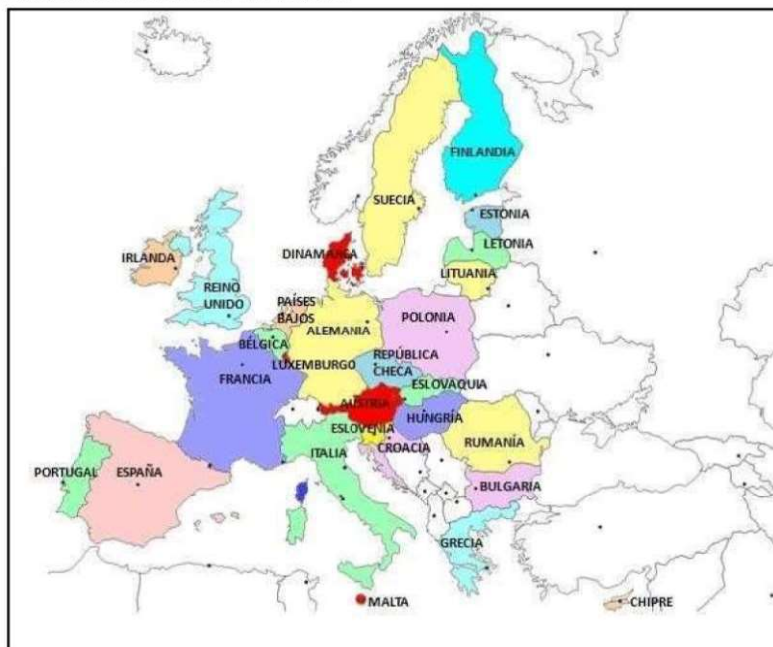 FINLANDIA
SUECIA
ESTONIA
LETONIA
DINAMARCA
IRLANDA
LITUANIA
REINO
UNIDO
PAÍSES
BAJOS
POLONIA
ALEMANIA
BÉLGICA
REPÚBLICA
CHECA
LUXEMBURGO
FRANCIA
ESLOVAQUIA
AUSTRIA
HUNGRÍA
ESLOVENIA
RUMANÍA
CROACIA
ITALIA
PORTUGAL
ESPAÑA
BULGARIA
GRECIA
MALTA
CHIPRE